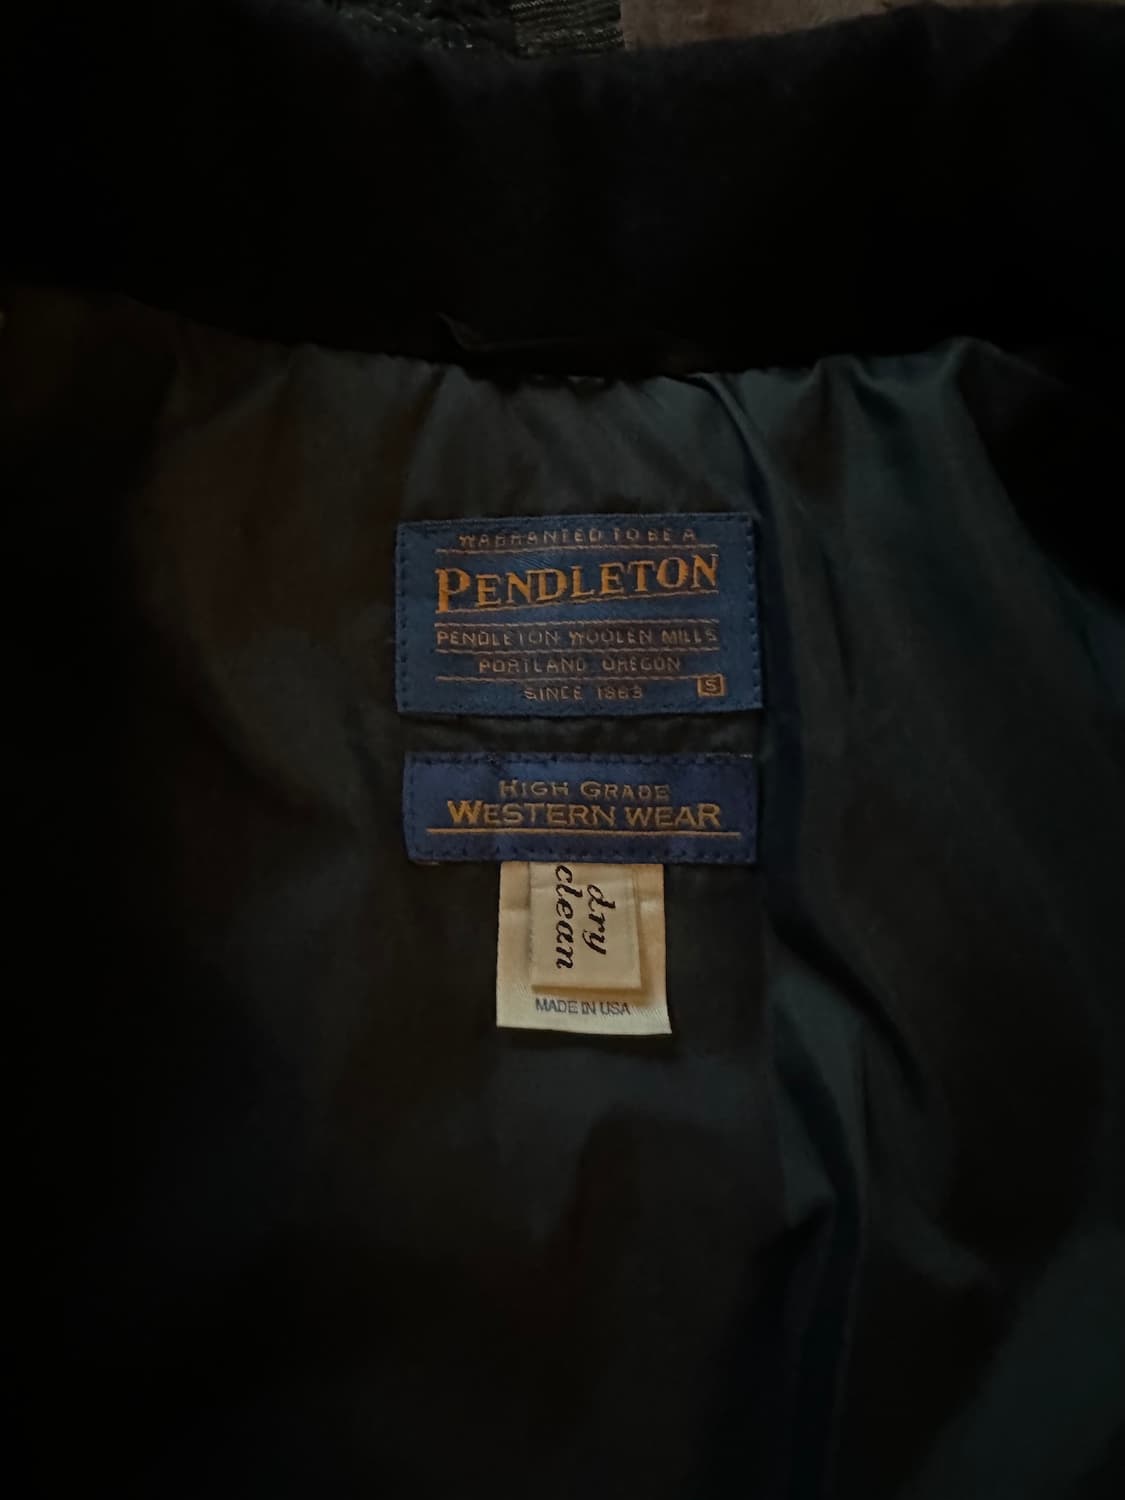 WARRANTED TO BE A
PENDLETON
PENDLETON WOOLEN MILLS
PORTLAND, OREGON
SINCE 1863
S
HIGH GRADE
WESTERN WEAR
dry
clean
MADE IN USA